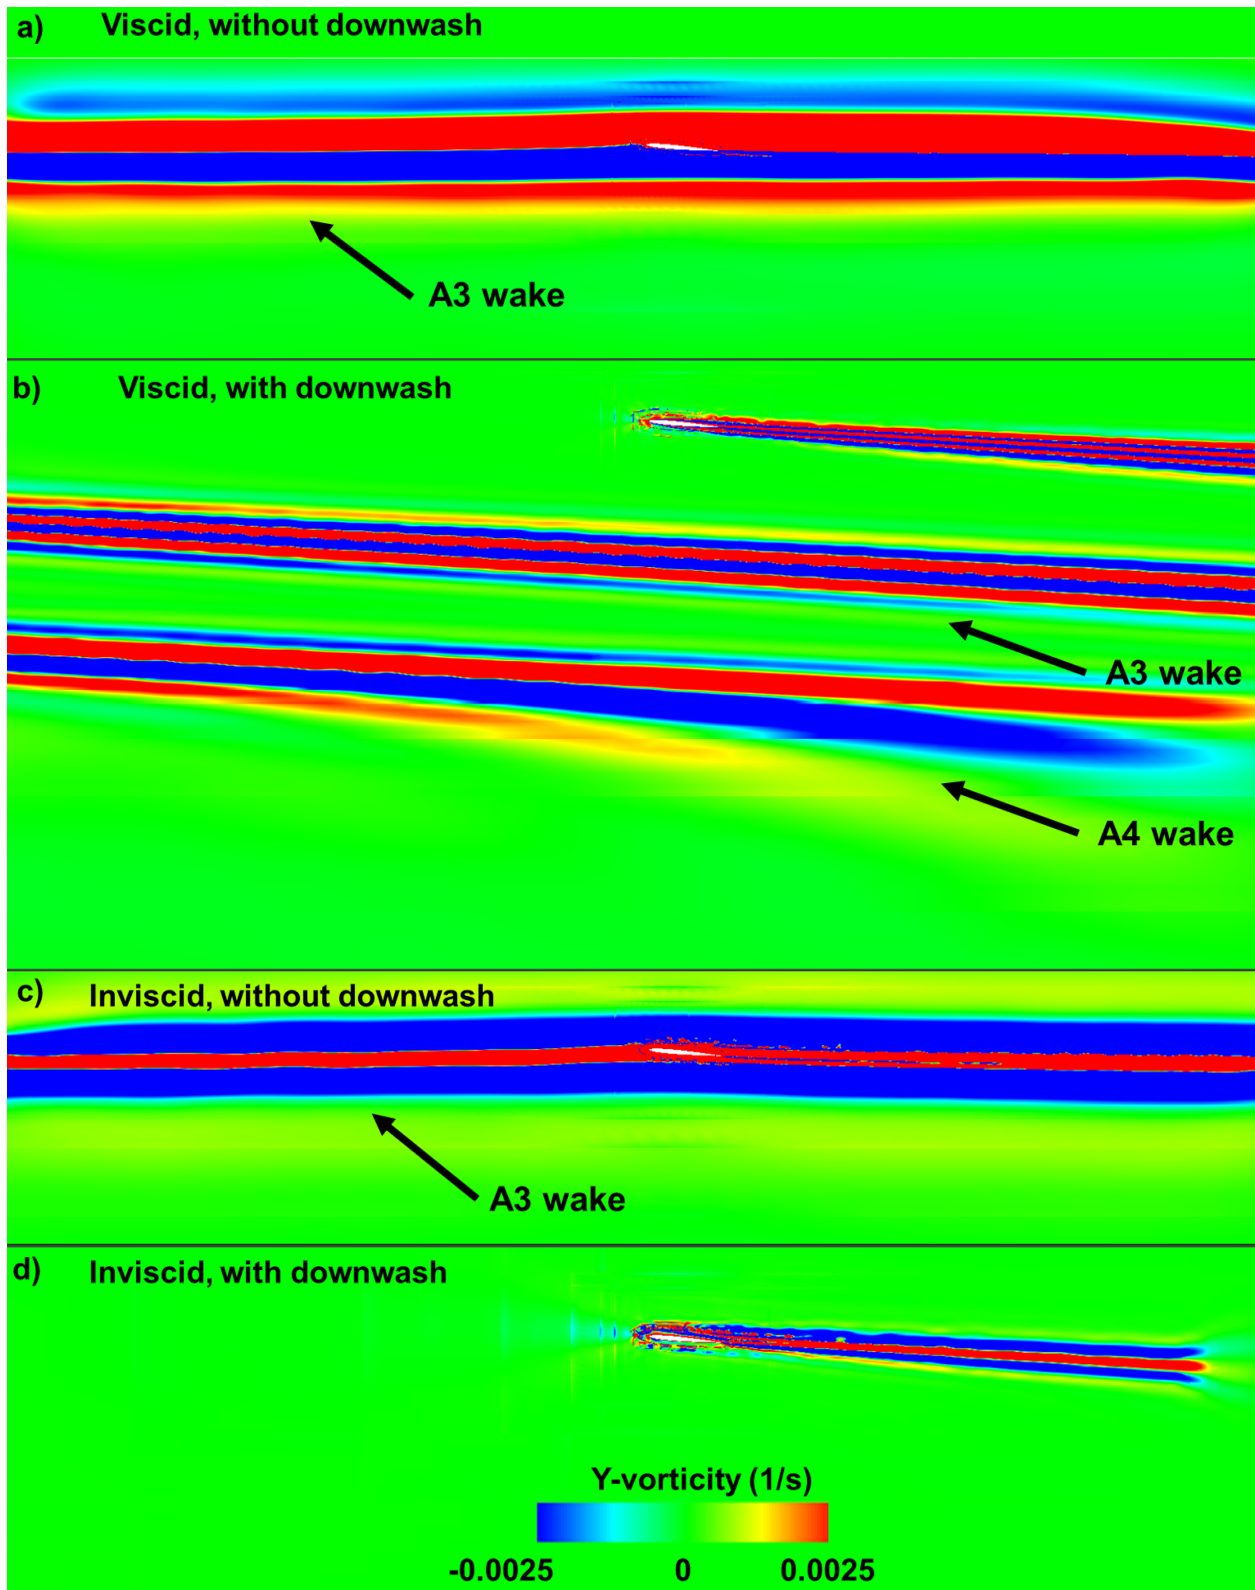 a) Viscid, without downwash
A3 wake
b) Viscid, with downwash
A3 wake
A4 wake
c) Inviscid, without downwash
A3 wake
d) Inviscid, with downwash
Y-vorticity (1/s)
-0.0025 0 0.0025